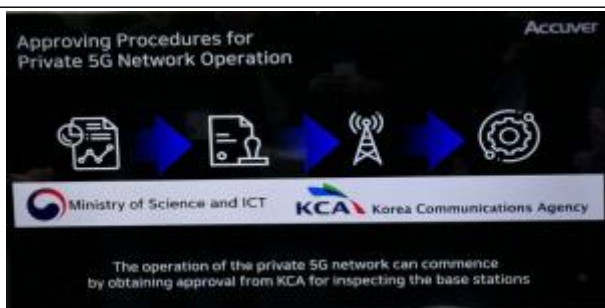 Approving Procedures for
Private 5G Network Operation
ACCUVER
Ministry of Science and ICT
KCA Korea Communications Agency
The operation of the private 5G network can commence
by obtaining approval from KCA for inspecting the base stations